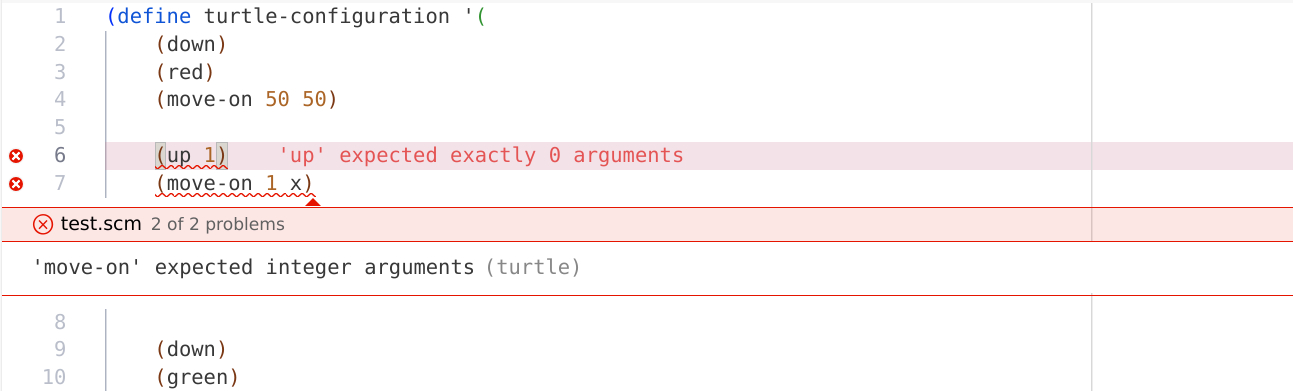 1 (define turtle-configuration '(
2 (down)
3 (red)
4 (move-on 50 50)
5
6 (up 1) 'up' expected exactly 0 arguments
7 (move-on 1 x)
test.scm 2 of 2 problems
'move-on' expected integer arguments (turtle)
8
9 (down)
10 (green)